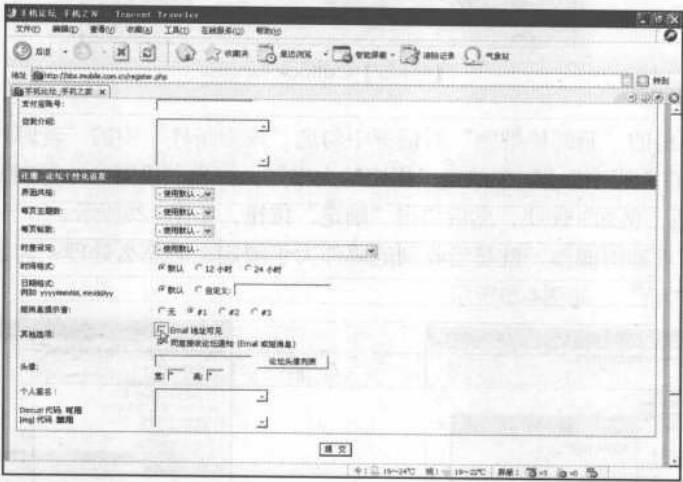 手机论坛_手机之家 - Tencent Traveler
文件(F) 编辑(E) 查看(V) 收藏(A) 工具(T) 在线服务(Q) 帮助(H)
后退 收藏夹 最近浏览 智能屏蔽 清除记录 气象站
地址 http://bbs.imobile.com.cn/register.php 转到
手机论坛_手机之家
支付宝账号:
自我介绍:
注册 - 论坛个性化设置
界面风格: - 使用默认 -
每页主题数: - 使用默认 -
每页帖数: - 使用默认 -
时差设定: - 使用默认 -
时间格式: 默认 12 小时 24 小时
日期格式: 默认 自定义:
例如 yyyy/mm/dd, mm/dd/yy
短消息提示音: 无 #1 #2 #3
其他选项: Email 地址可见
同意接收论坛通知 (Email 或短消息)
头像: 论坛头像列表
宽: 高:
个人签名:
Discuz! 代码 可用
[img] 代码 禁用
提 交
今: 19～24℃ 明: 19～22℃ 屏蔽: ×0 ×0